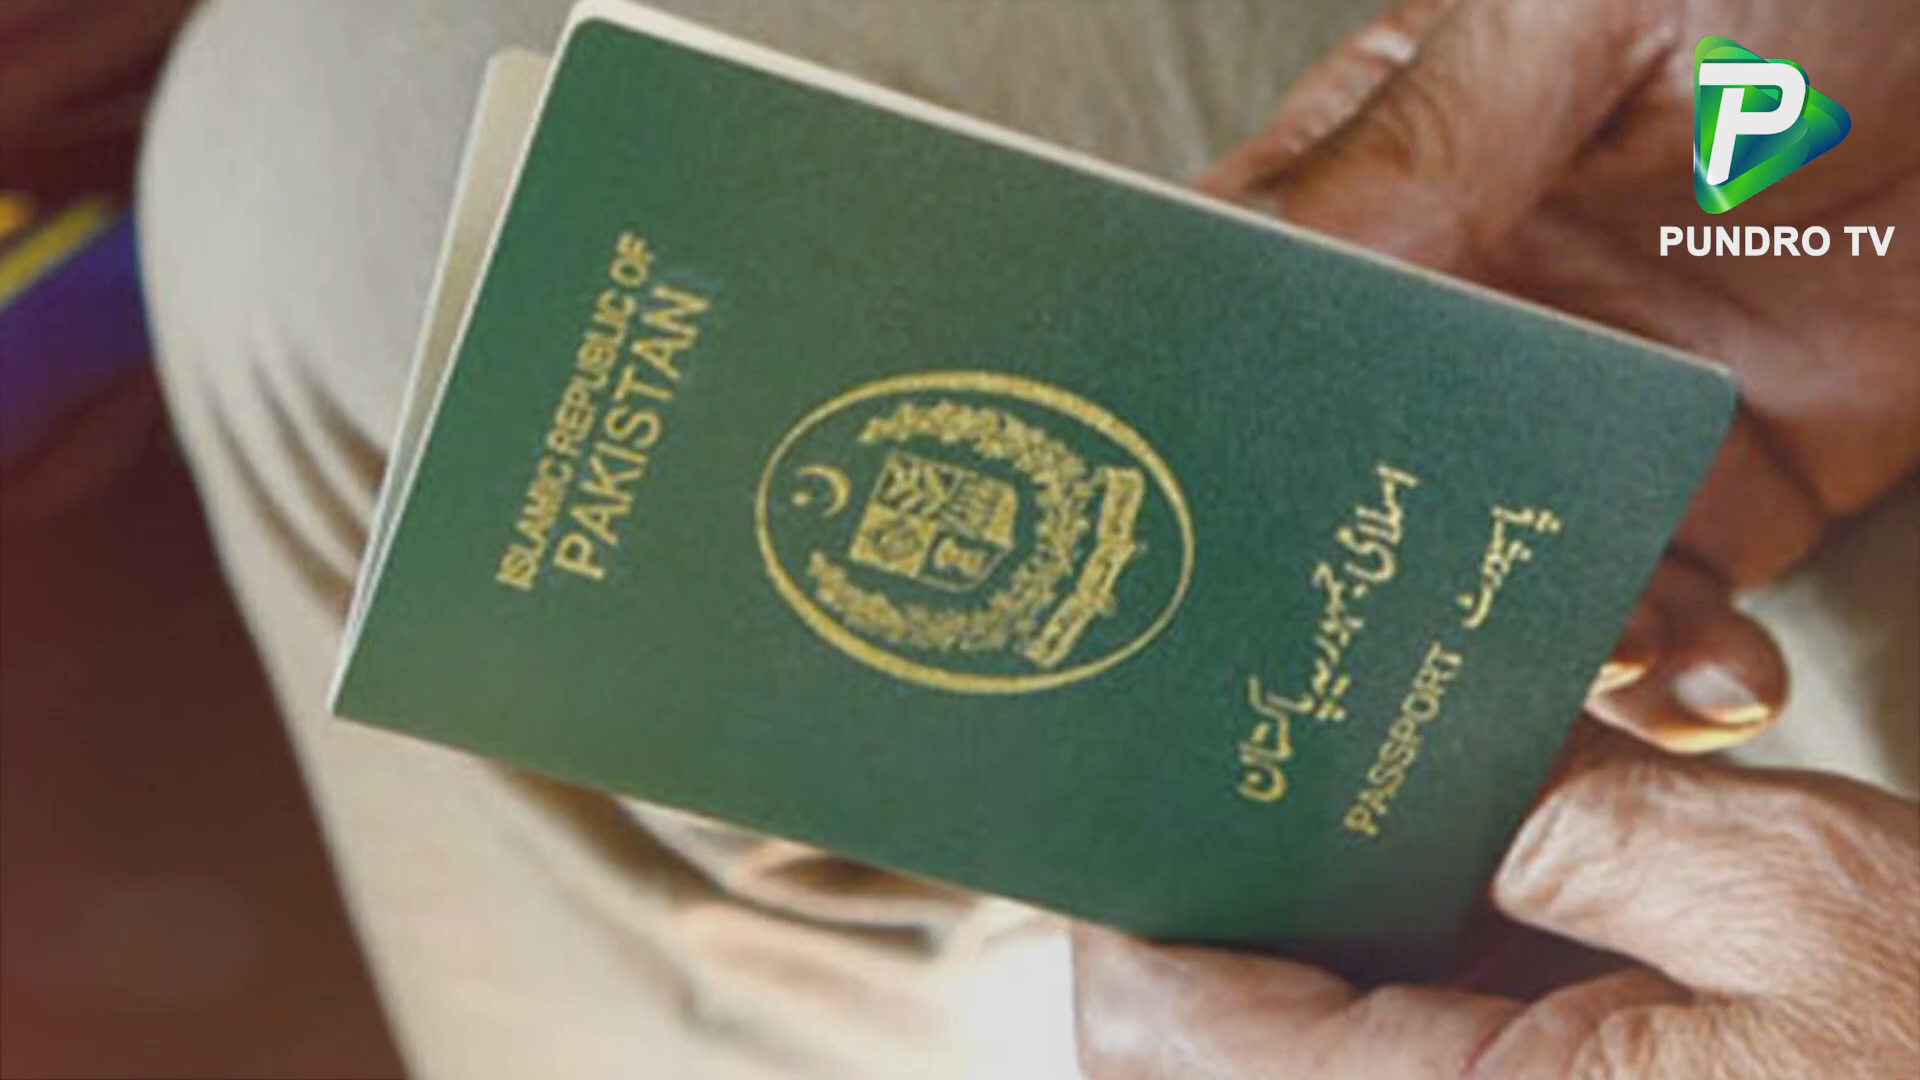 PUNDRO TV
ISLAMIC REPUBLIC OF
PAKISTAN
اسلامی جمہوریہ پاکستان
PASSPORT پاسپورٹ